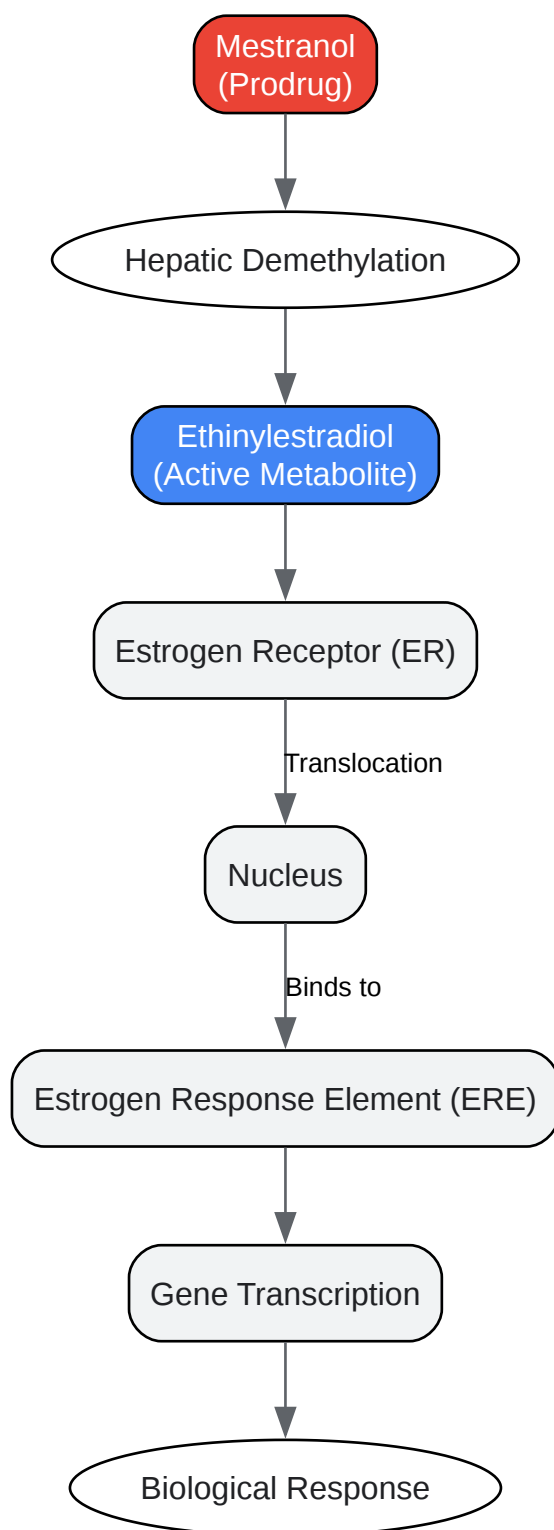 Mestranol
(Prodrug)
Hepatic Demethylation
Ethinylestradiol
(Active Metabolite)
Estrogen Receptor (ER)
Translocation
Nucleus
Binds to
Estrogen Response Element (ERE)
Gene Transcription
Biological Response